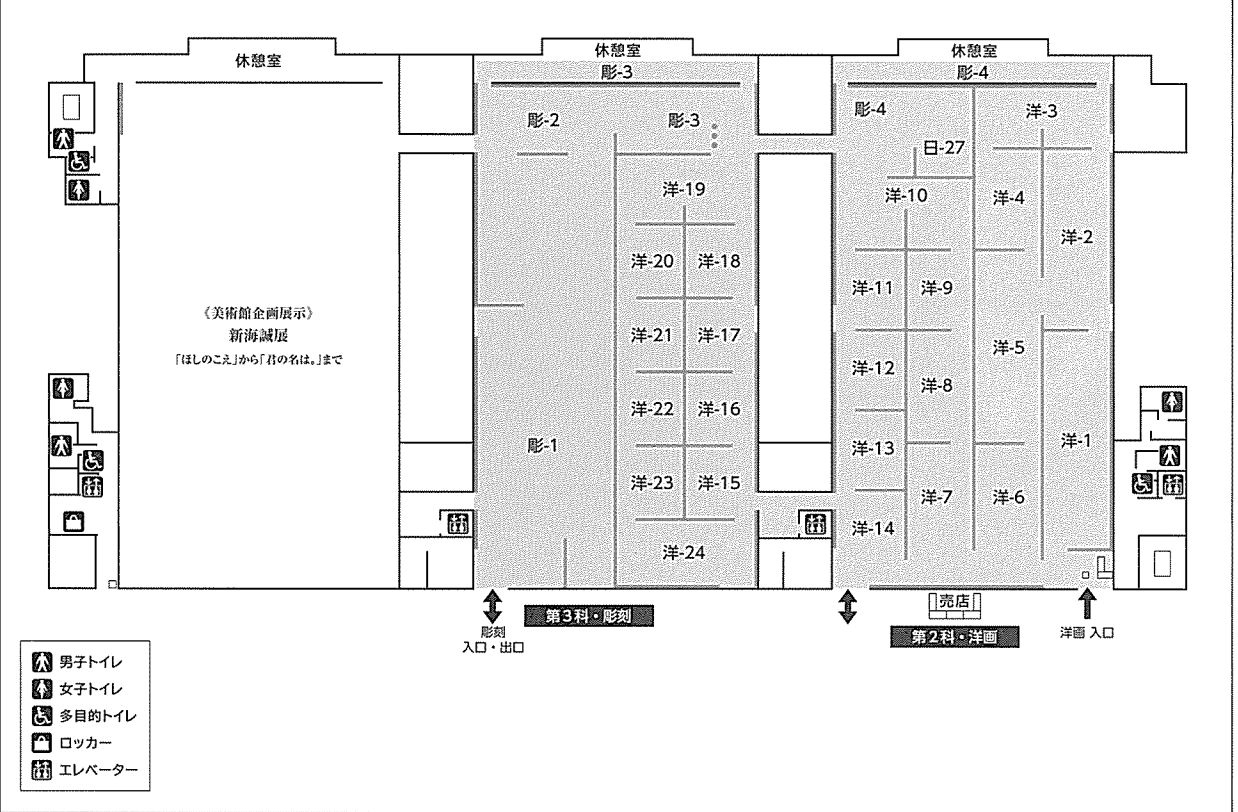 休憩室
休憩室
休憩室
彫-3
彫-4
彫-2
彫-3
彫-4
洋-3
日-27
洋-19
洋-10
洋-4
洋-2
洋-20
洋-18
洋-11
洋-9
《美術館企画展示》
新海誠展
「ほしのこえ」から「君の名は。」まで
洋-21
洋-17
洋-5
洋-12
洋-8
洋-22
洋-16
彫-1
洋-13
洋-1
洋-23
洋-15
洋-7
洋-6
洋-14
洋-24
売店
第3科・彫刻
彫刻
入口・出口
第2科・洋画
洋画 入口
男子トイレ
女子トイレ
多目的トイレ
ロッカー
エレベーター